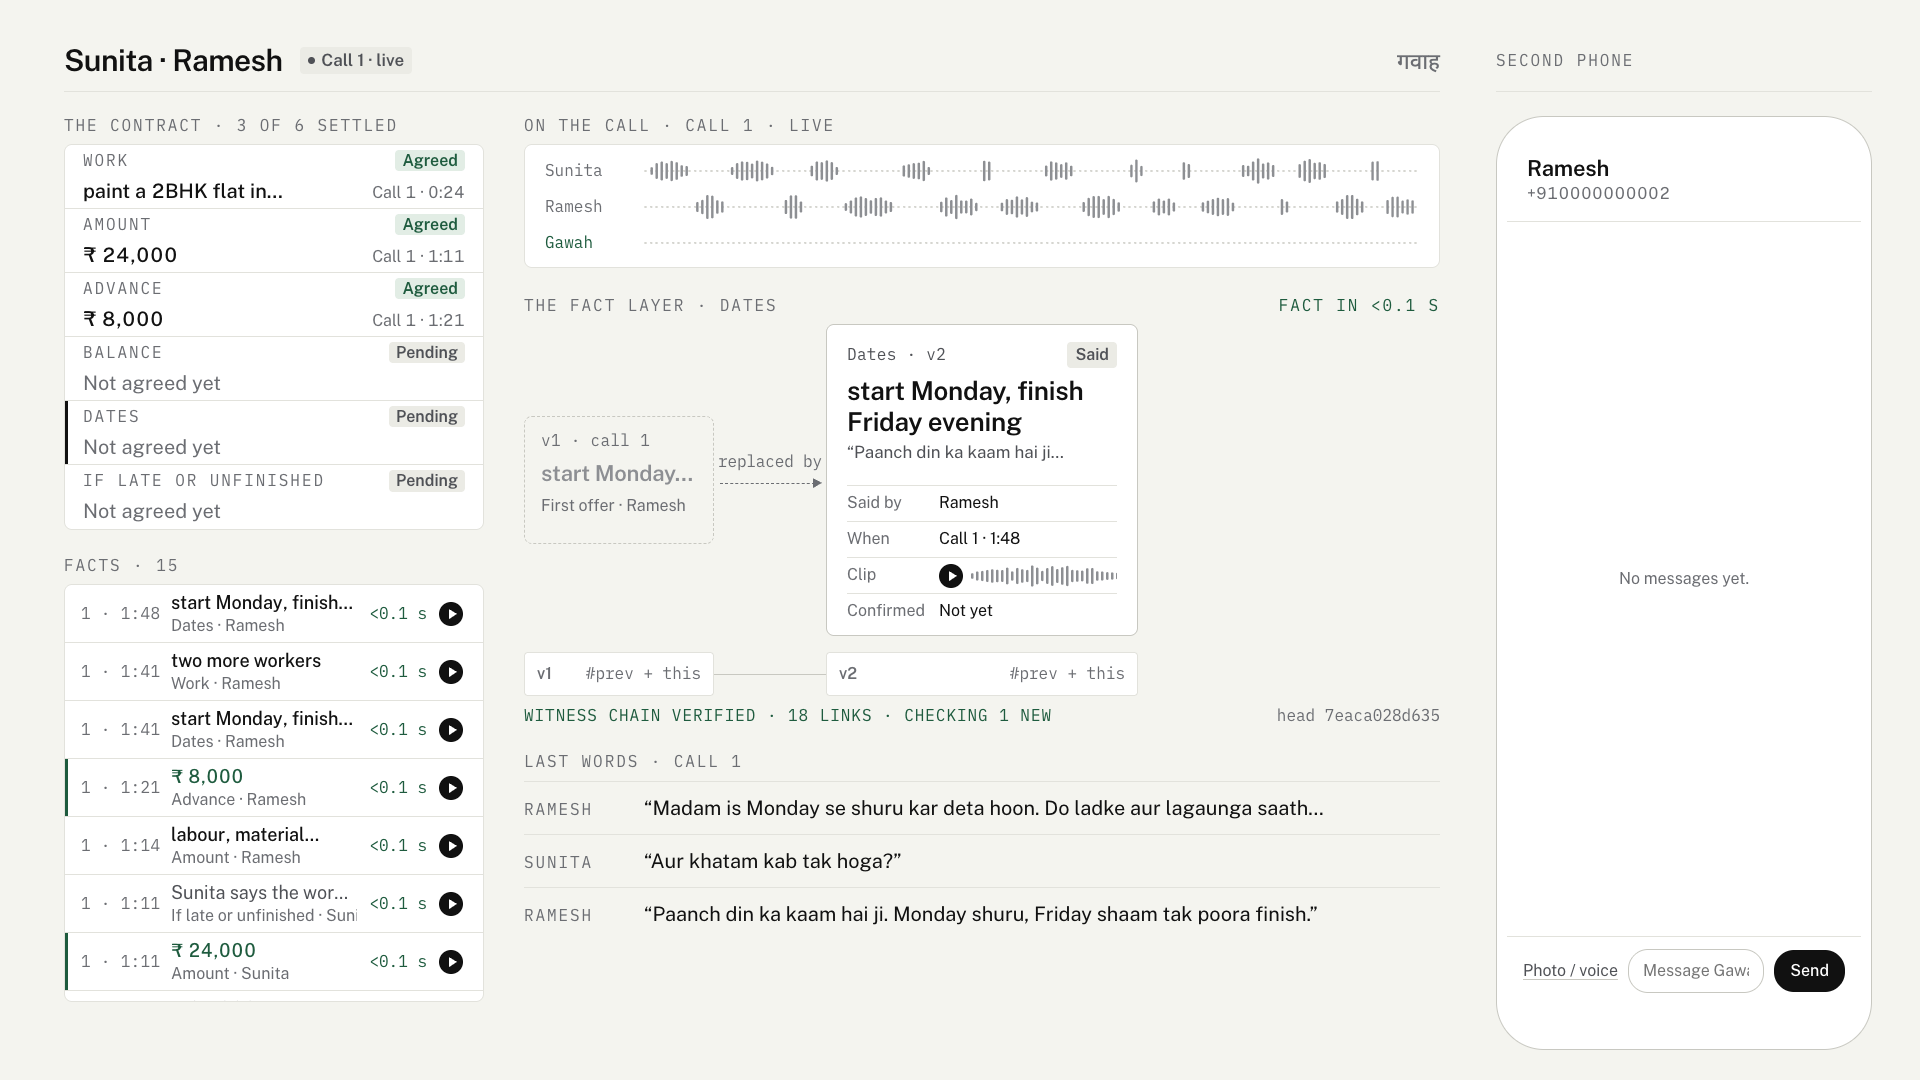 Sunita · Ramesh
• Call 1 · live
गवाह
SECOND PHONE
THE CONTRACT · 3 OF 6 SETTLED
WORK
Agreed
paint a 2BHK flat in...
Call 1 · 0:24
AMOUNT
Agreed
₹ 24,000
Call 1 · 1:11
ADVANCE
Agreed
₹ 8,000
Call 1 · 1:21
BALANCE
Pending
Not agreed yet
DATES
Pending
Not agreed yet
IF LATE OR UNFINISHED
Pending
Not agreed yet
FACTS · 15
1 · 1:48
start Monday, finish...
Dates · Ramesh
<0.1 s
1 · 1:41
two more workers
Work · Ramesh
<0.1 s
1 · 1:41
start Monday, finish...
Dates · Ramesh
<0.1 s
1 · 1:21
₹ 8,000
Advance · Ramesh
<0.1 s
1 · 1:14
labour, material...
Amount · Ramesh
<0.1 s
1 · 1:11
Sunita says the wor...
If late or unfinished · Suni
<0.1 s
1 · 1:11
₹ 24,000
Amount · Sunita
<0.1 s
ON THE CALL · CALL 1 · LIVE
Sunita
Ramesh
Gawah
THE FACT LAYER · DATES
FACT IN <0.1 S
v1 · call 1
start Monday...
First offer · Ramesh
replaced by
Dates · v2
Said
start Monday, finish
Friday evening
“Paanch din ka kaam hai ji...
Said by
Ramesh
When
Call 1 · 1:48
Clip
Confirmed
Not yet
v1
#prev + this
v2
#prev + this
WITNESS CHAIN VERIFIED · 18 LINKS · CHECKING 1 NEW
head 7eaca028d635
LAST WORDS · CALL 1
RAMESH
“Madam is Monday se shuru kar deta hoon. Do ladke aur lagaunga saath...
SUNITA
“Aur khatam kab tak hoga?”
RAMESH
“Paanch din ka kaam hai ji. Monday shuru, Friday shaam tak poora finish.”
Ramesh
+910000000002
No messages yet.
Photo / voice
Message Gawa
Send